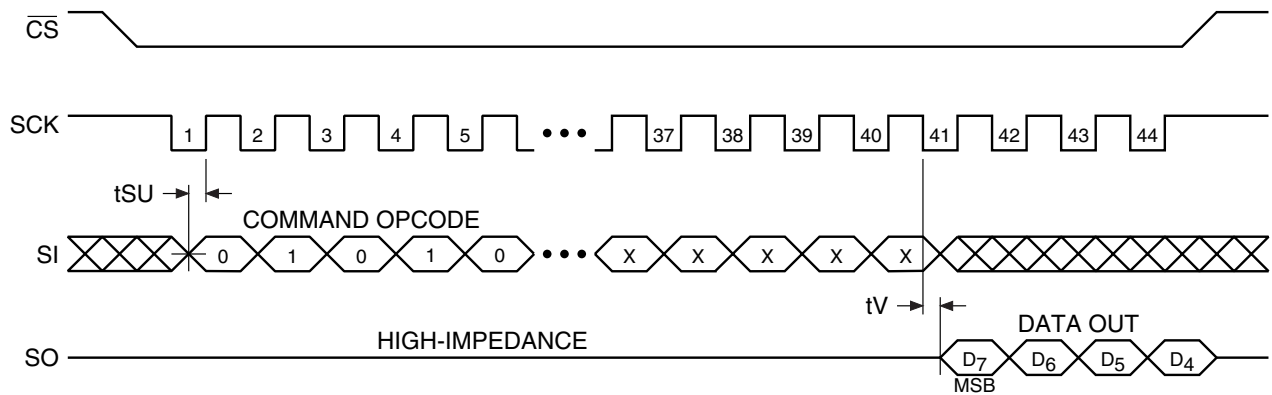 CS
SCK
1 2 3 4 5 ••• 37 38 39 40 41 42 43 44
tSU
COMMAND OPCODE
SI
0 1 0 1 0 ••• X X X X X
tV
HIGH-IMPEDANCE
DATA OUT
SO
D7 D6 D5 D4
MSB